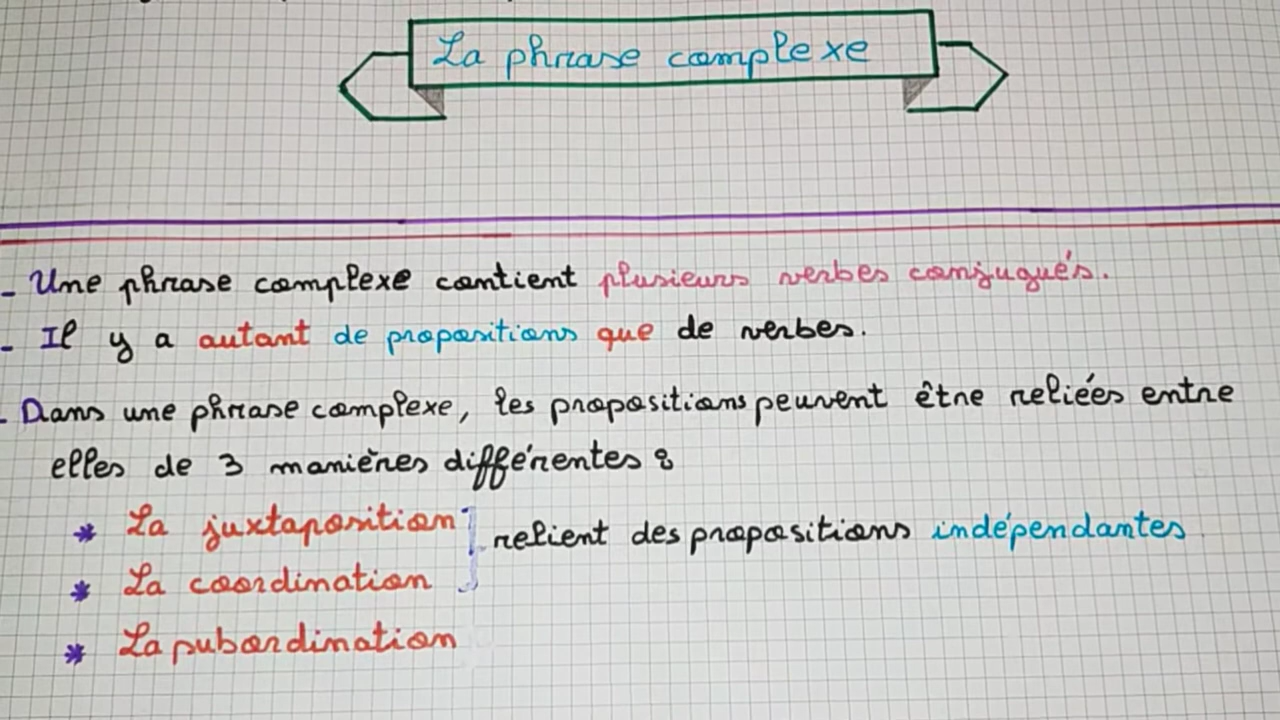 La phrase complexe
- Une phrase complexe contient plusieurs verbes conjugués.
- Il y a autant de propositions que de verbes.
- Dans une phrase complexe, les propositions peuvent être reliées entre
elles de 3 manières différentes :
* La juxtaposition
relient des propositions indépendantes
* La coordination
* La subordination